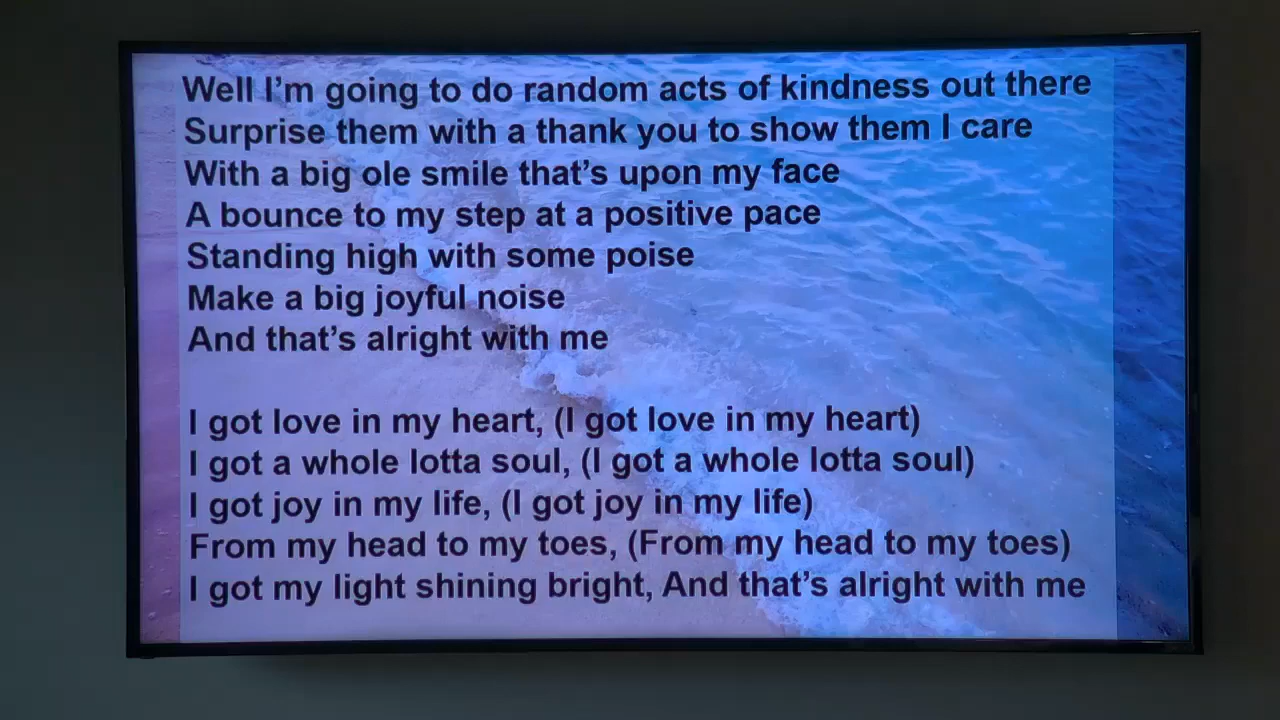 Well I'm going to do random acts of kindness out there
Surprise them with a thank you to show them I care
With a big ole smile that's upon my face
A bounce to my step at a positive pace
Standing high with some poise
Make a big joyful noise
And that's alright with me
I got love in my heart, (I got love in my heart)
I got a whole lotta soul, (I got a whole lotta soul)
I got joy in my life, (I got joy in my life)
From my head to my toes, (From my head to my toes)
I got my light shining bright, And that's alright with me